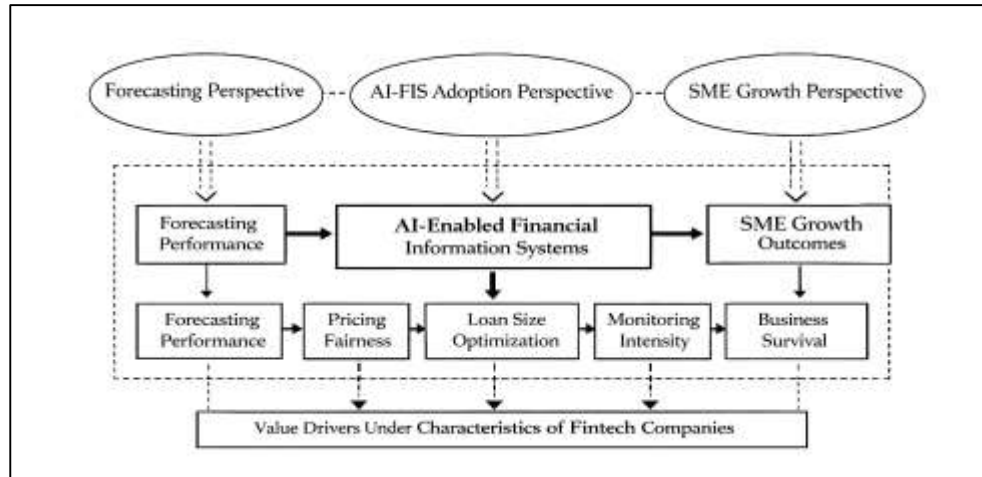 Forecasting Perspective
AI-FIS Adoption Perspective
SME Growth Perspective
Forecasting
Performance
AI-Enabled Financial
Information Systems
SME Growth
Outcomes
Forecasting
Performance
Pricing
Fairness
Loan Size
Optimization
Monitoring
Intensity
Business
Survival
Value Drivers Under Characteristics of Fintech Companies